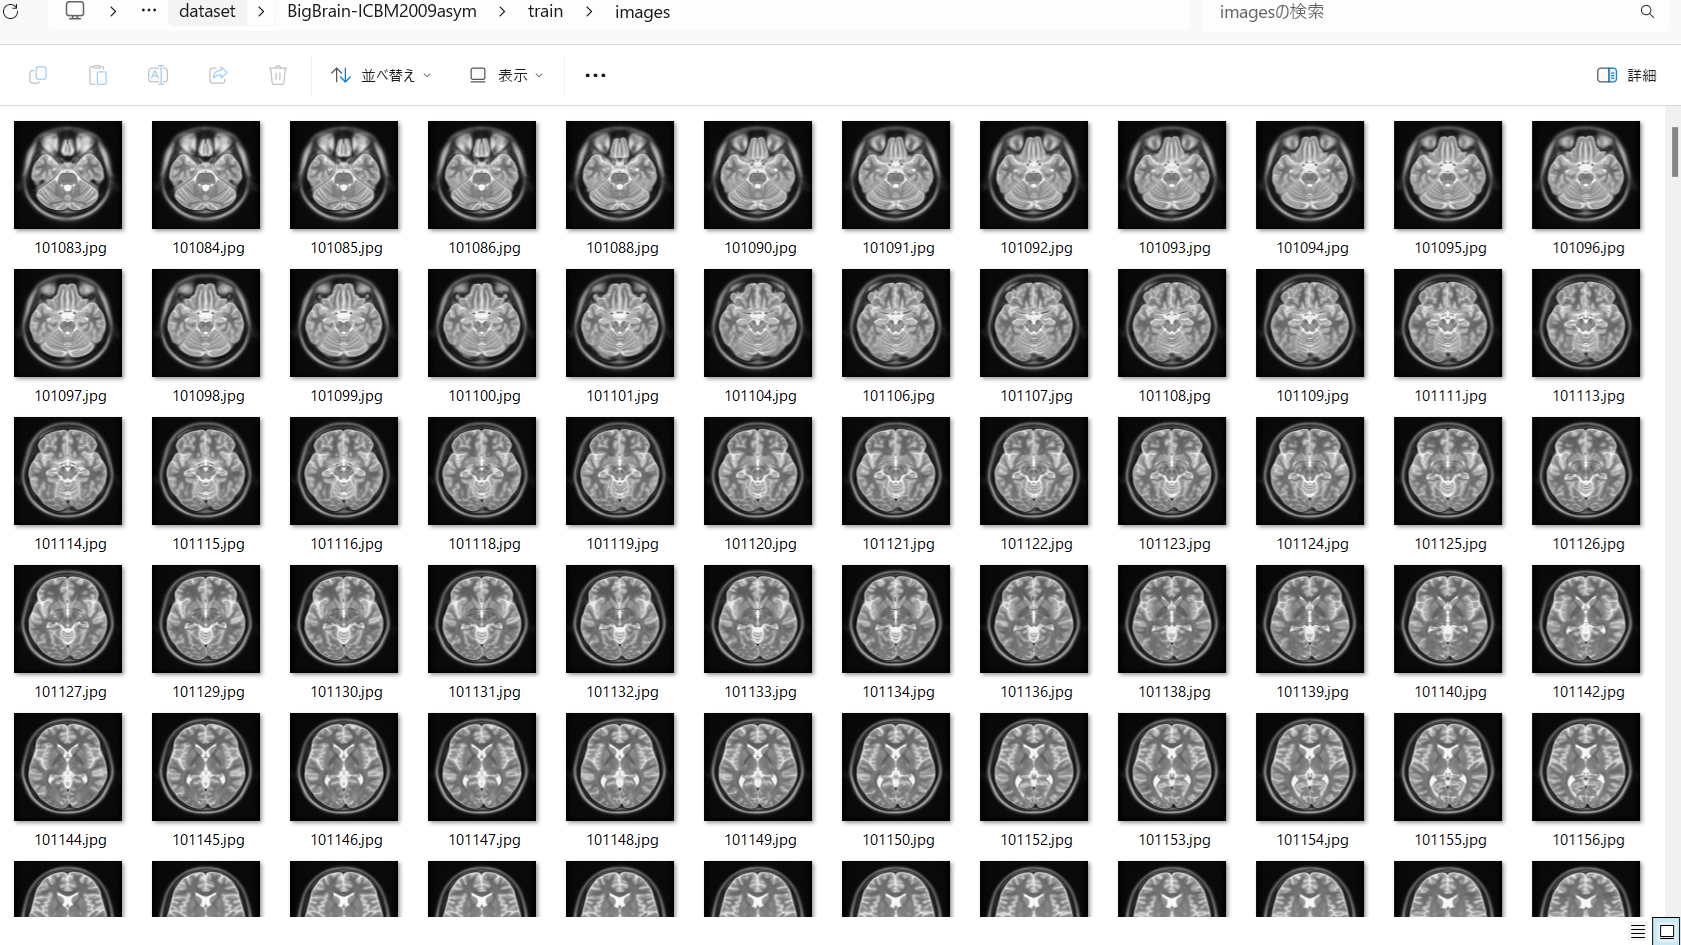 dataset > BigBrain-ICBM2009asym > train > images
imagesの検索
並べ替え 表示 詳細
101083.jpg 101084.jpg 101085.jpg 101086.jpg 101088.jpg 101090.jpg 101091.jpg 101092.jpg 101093.jpg 101094.jpg 101095.jpg 101096.jpg
101097.jpg 101098.jpg 101099.jpg 101100.jpg 101101.jpg 101104.jpg 101106.jpg 101107.jpg 101108.jpg 101109.jpg 101111.jpg 101113.jpg
101114.jpg 101115.jpg 101116.jpg 101118.jpg 101119.jpg 101120.jpg 101121.jpg 101122.jpg 101123.jpg 101124.jpg 101125.jpg 101126.jpg
101127.jpg 101129.jpg 101130.jpg 101131.jpg 101132.jpg 101133.jpg 101134.jpg 101136.jpg 101138.jpg 101139.jpg 101140.jpg 101142.jpg
101144.jpg 101145.jpg 101146.jpg 101147.jpg 101148.jpg 101149.jpg 101150.jpg 101152.jpg 101153.jpg 101154.jpg 101155.jpg 101156.jpg